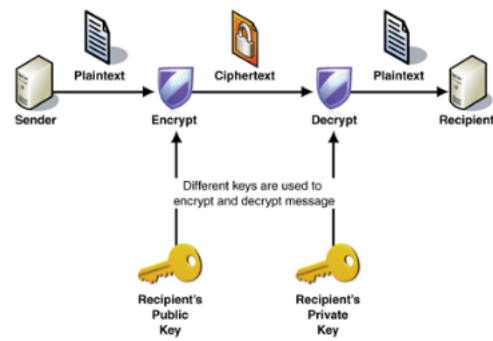 Plaintext
Ciphertext
Plaintext
Sender
Encrypt
Decrypt
Recipient
Different keys are used to
encrypt and decrypt message
Recipient's
Public
Key
Recipient's
Private
Key